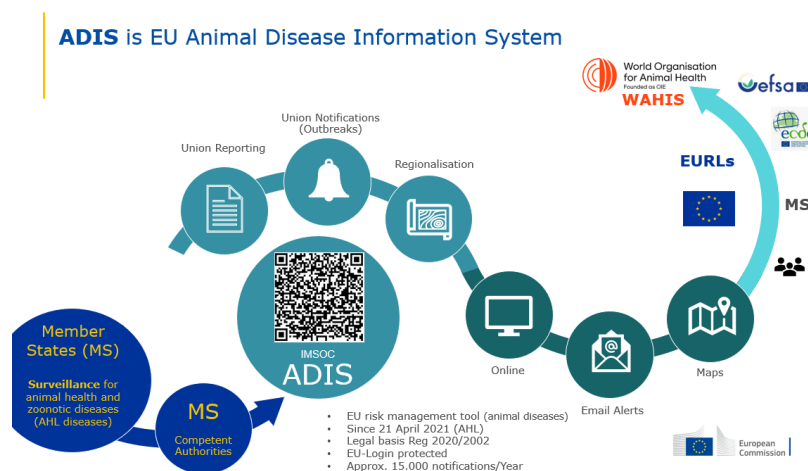 ADIS is EU Animal Disease Information System
World Organisation
for Animal Health
Founded as OIE
WAHIS
efsa
ecdc
EURLs
MS
Union Reporting
Union Notifications
(Outbreaks)
Regionalisation
IMSOC
ADIS
Member
States (MS)
Surveillance for
animal health and
zoonotic diseases
(AHL diseases)
MS
Competent
Authorities
Online
Email Alerts
Maps
• EU risk management tool (animal diseases)
• Since 21 April 2021 (AHL)
• Legal basis Reg 2020/2002
• EU-Login protected
• Approx. 15.000 notifications/Year
European
Commission